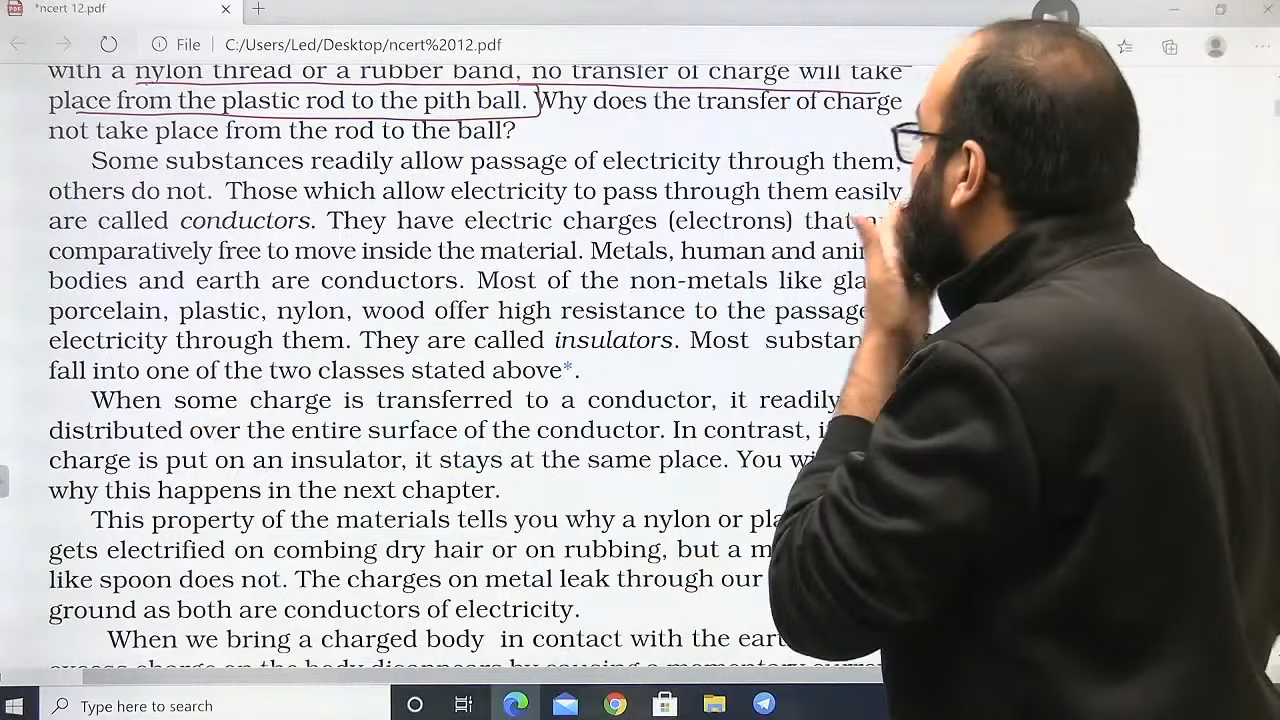 *ncert 12.pdf
File
C:/Users/Led/Desktop/ncert%2012.pdf
with a nylon thread or a rubber band, no transfer of charge will take
place from the plastic rod to the pith ball. Why does the transfer of charge
not take place from the rod to the ball?
Some substances readily allow passage of electricity through them,
others do not. Those which allow electricity to pass through them easily
are called conductors. They have electric charges (electrons) that
comparatively free to move inside the material. Metals, human and
bodies and earth are conductors. Most of the non-metals like
porcelain, plastic, nylon, wood offer high resistance to the passage
electricity through them. They are called insulators. Most
fall into one of the two classes stated above*.
When some charge is transferred to a conductor, it readily
distributed over the entire surface of the conductor. In contrast,
charge is put on an insulator, it stays at the same place. You
why this happens in the next chapter.
This property of the materials tells you why a nylon or
gets electrified on combing dry hair or on rubbing, but a
like spoon does not. The charges on metal leak through our
ground as both are conductors of electricity.
When we bring a charged body in contact with the
excess charge on the body disappears by causing a momentary
Type here to search